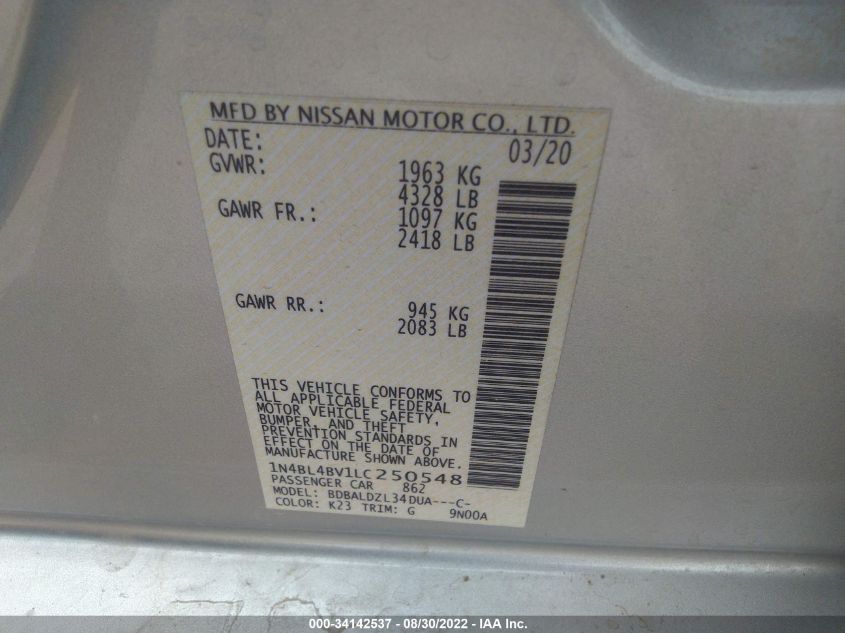 MFD BY NISSAN MOTOR CO., LTD.
DATE: 03/20
GVWR: 1963 KG
4328 LB
GAWR FR.: 1097 KG
2418 LB
GAWR RR.: 945 KG
2083 LB
THIS VEHICLE CONFORMS TO
ALL APPLICABLE FEDERAL
MOTOR VEHICLE SAFETY,
BUMPER, AND THEFT
PREVENTION STANDARDS IN
EFFECT ON THE DATE OF
MANUFACTURE SHOWN ABOVE.
1N4BL4BV1LC250548
PASSENGER CAR 862
MODEL: BDBALDZL34DUA---C-
COLOR: K23 TRIM: G 9N00A
000-34142537 - 08/30/2022 - IAA Inc.